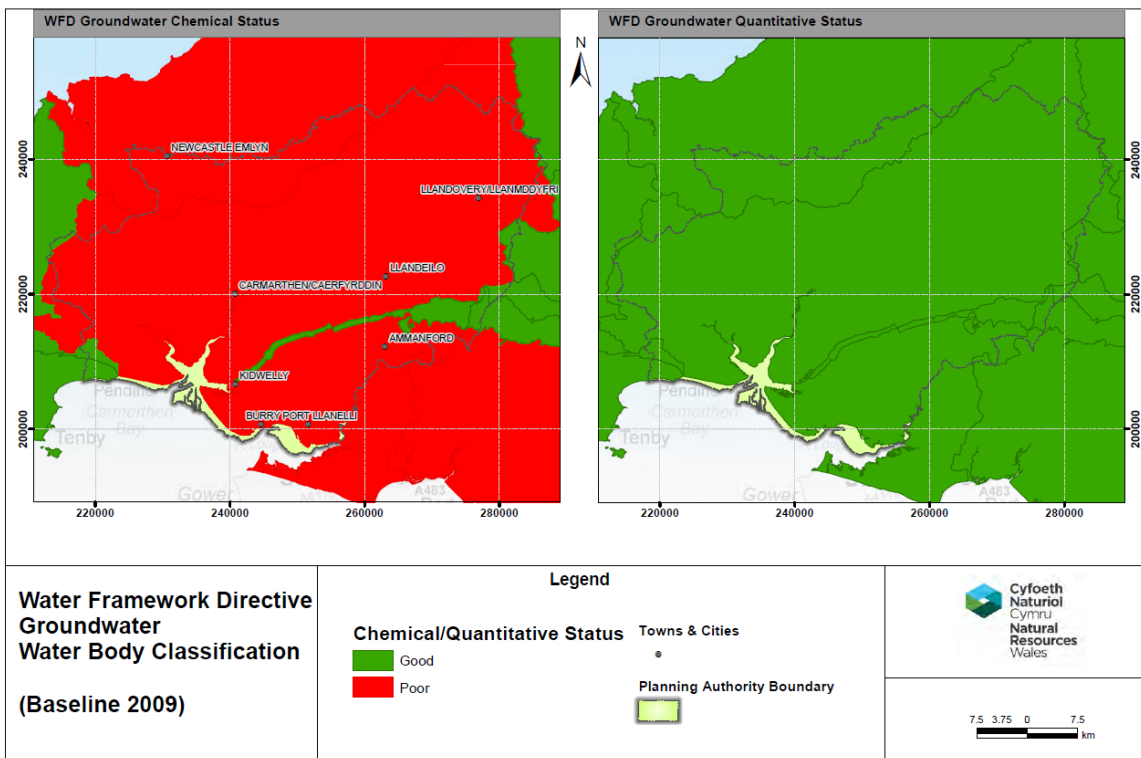 WFD Groundwater Chemical Status
WFD Groundwater Quantitative Status
N
NEWCASTLE EMLYN
LLANDOVERY/LLANMDDYFRI
LLANDEILO
CARMARTHEN/CAERFYRDDIN
AMMANFORD
KIDWELLY
BURRY PORT LLANELLI
Pendine
Carmarthen
Bay
Tenby
Gower
A483
240000
220000
200000
220000
240000
260000
280000
Pendine
Carmarthen
Bay
Tenby
Gower
A483
240000
220000
200000
220000
240000
260000
280000
Water Framework Directive
Groundwater
Water Body Classification
(Baseline 2009)
Legend
Chemical/Quantitative Status
Good
Poor
Towns & Cities
Planning Authority Boundary
Cyfoeth
Naturiol
Cymru
Natural
Resources
Wales
7.5 3.75 0 7.5
km